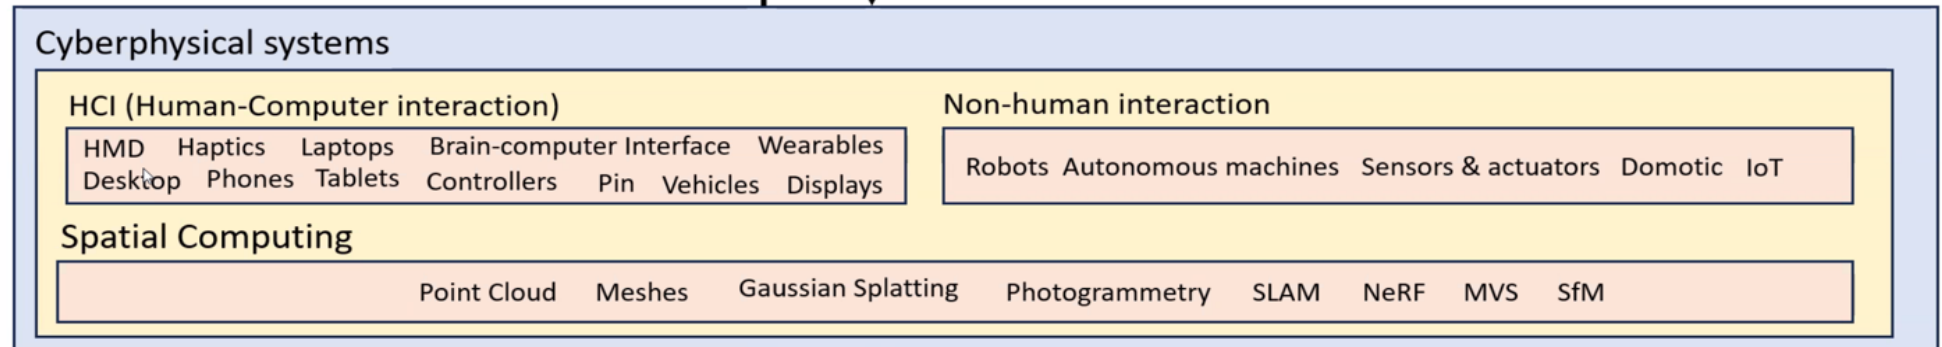 Cyberphysical systems
HCI (Human-Computer interaction)
HMD Haptics Laptops Brain-computer Interface Wearables
Desktop Phones Tablets Controllers Pin Vehicles Displays
Non-human interaction
Robots Autonomous machines Sensors & actuators Domotic IoT
Spatial Computing
Point Cloud Meshes Gaussian Splatting Photogrammetry SLAM NeRF MVS SfM